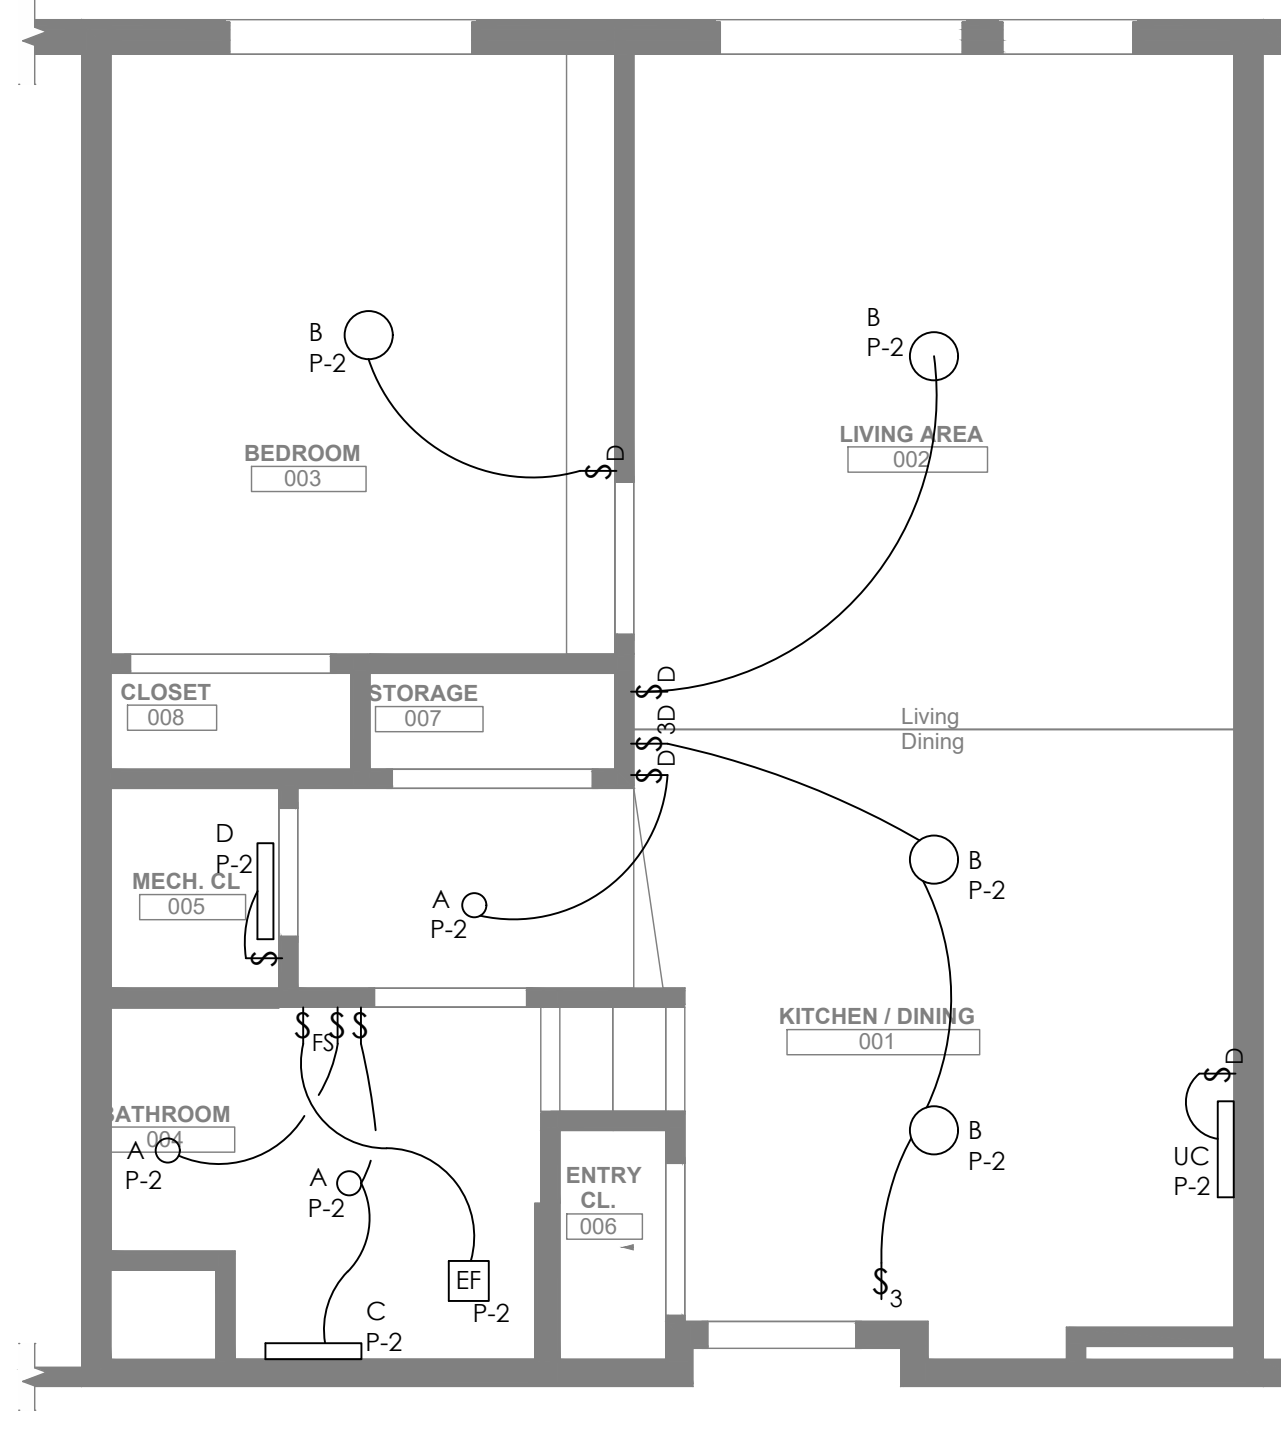 B
P-2
BEDROOM
003
$D
B
P-2
LIVING AREA
002
CLOSET
008
STORAGE
007
$D
$3D
$D
Living
Dining
D
P-2
MECH. CL
005
$
A
P-2
B
P-2
KITCHEN / DINING
001
$FS
$
$
BATHROOM
004
A
P-2
A
P-2
EF
P-2
C
P-2
ENTRY
CL.
006
B
P-2
$D
UC
P-2
$3